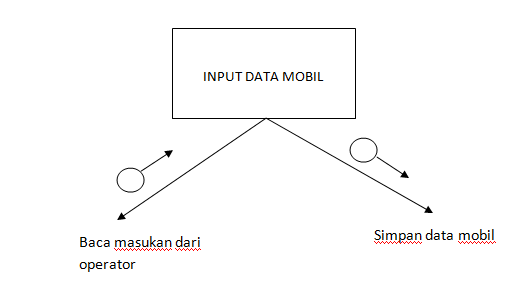 INPUT DATA MOBIL
Simpan data mobil
Baca masukan dari
operator